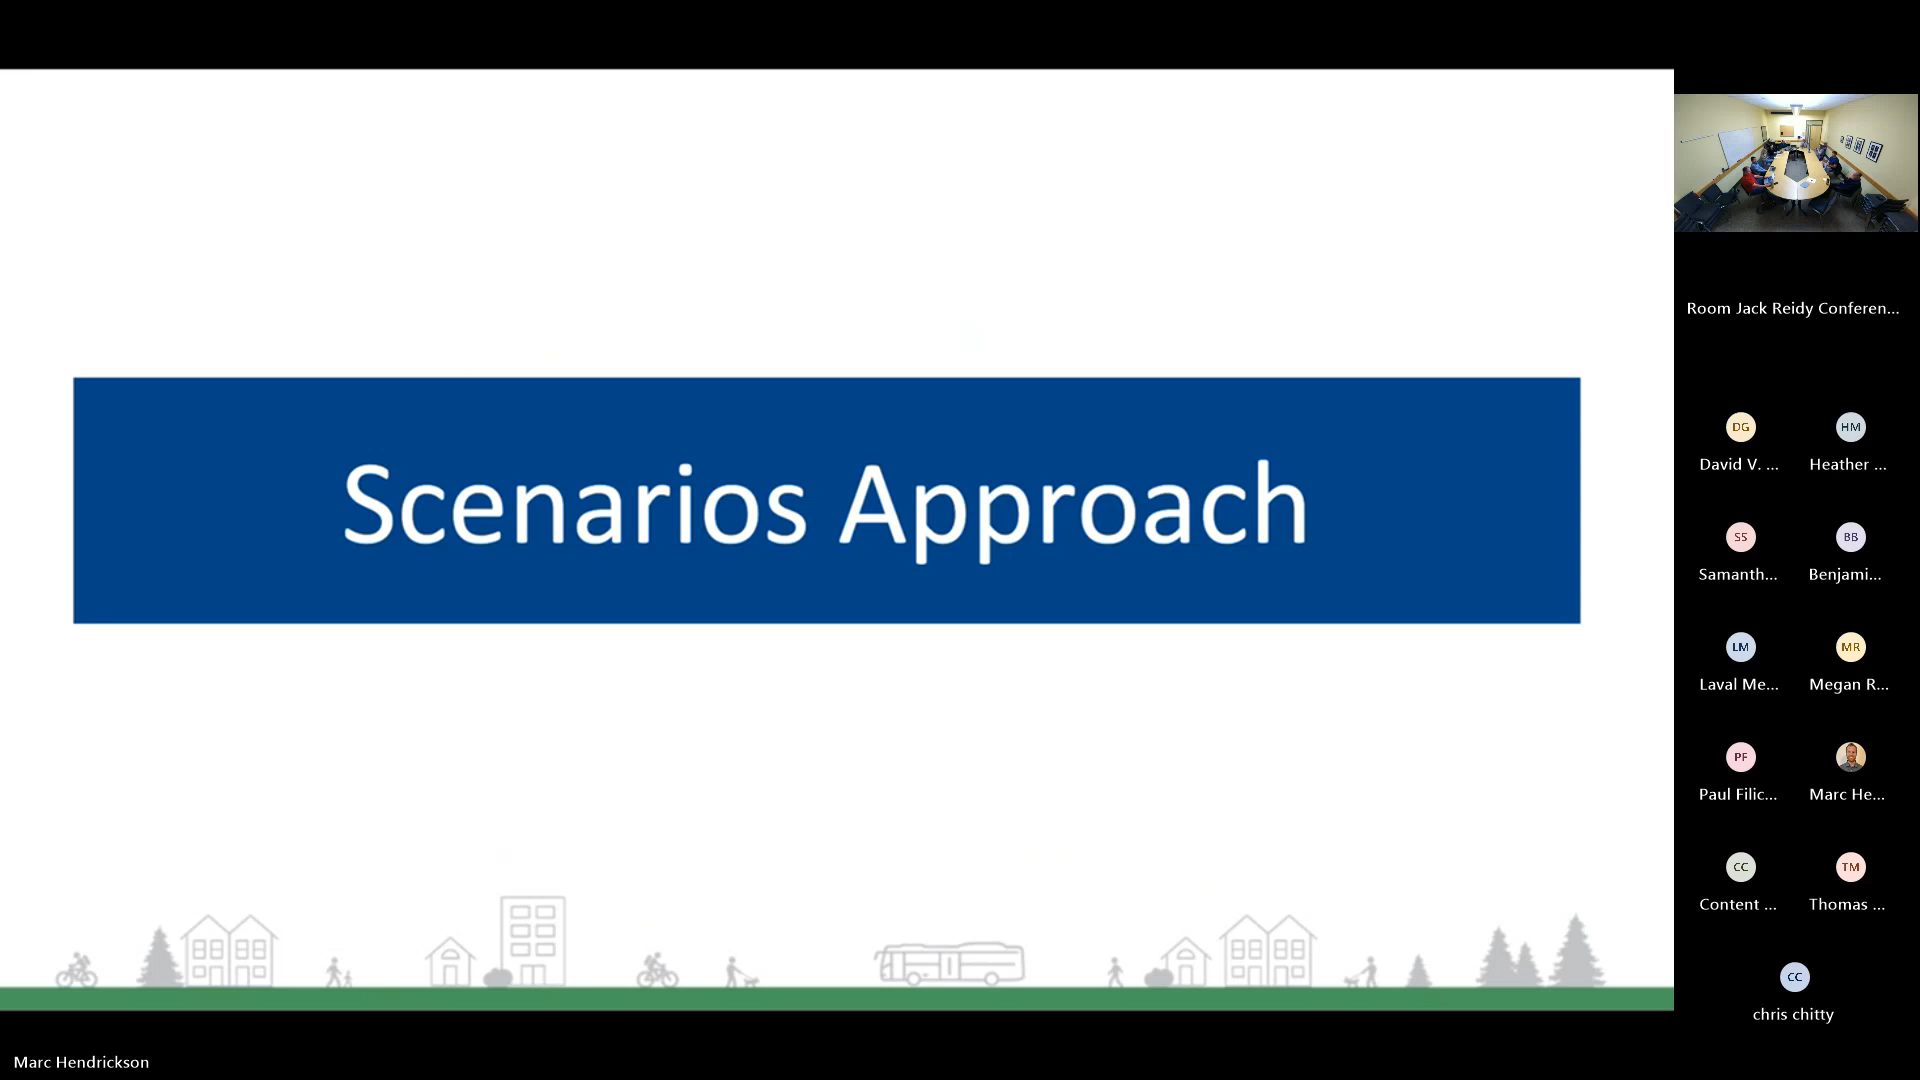 Scenarios Approach
Room Jack Reidy Conferen...
DG
HM
David V. ...
Heather ...
SS
BB
Samanth...
Benjami...
LM
MR
Laval Me...
Megan R...
PF
Paul Filic...
Marc He...
CC
TM
Content ...
Thomas ...
CC
chris chitty
Marc Hendrickson